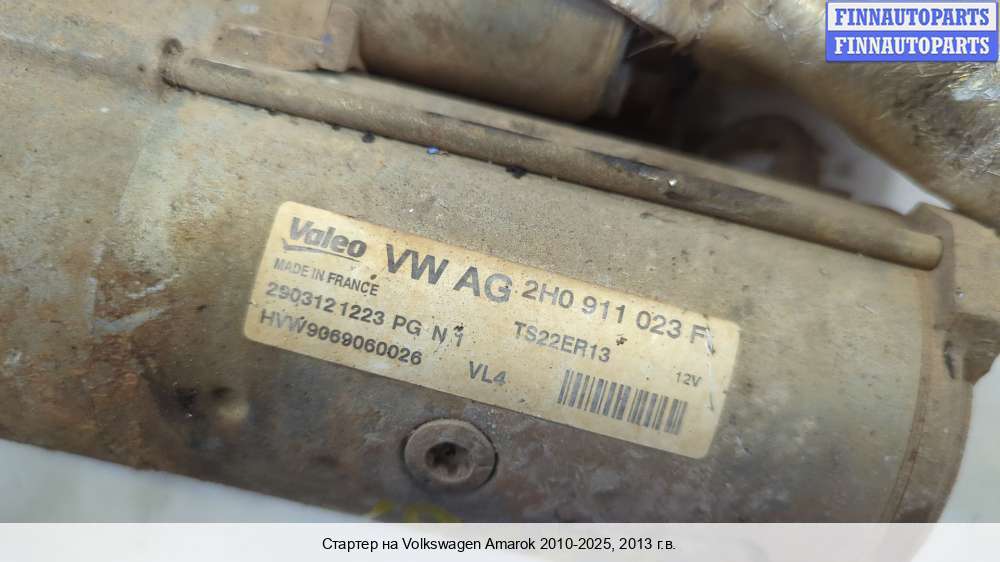 FINNAUTOPARTS
FINNAUTOPARTS
Valeo VW AG 2H0 911 023 F
MADE IN FRANCE
2903121223 PG N 1 TS22ER13 12V
HVW9069060026 VL4
Стартер на Volkswagen Amarok 2010-2025, 2013 г.в.